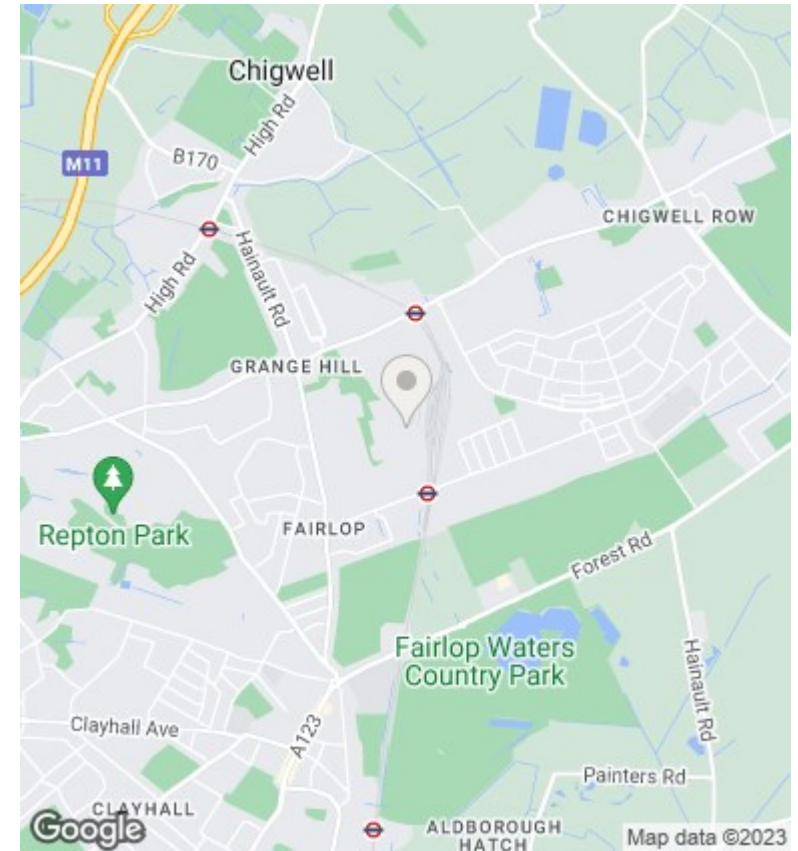 Chigwell
High Rd
B170
M11
CHIGWELL ROW
Hainault Rd
High Rd
GRANGE HILL
Repton Park
FAIRLOP
Forest Rd
Fairlop Waters
Country Park
Hainault Rd
Clayhall Ave
A123
Painters Rd
CLAYHALL
ALDBOROUGH
HATCH
Google
Map data ©2023